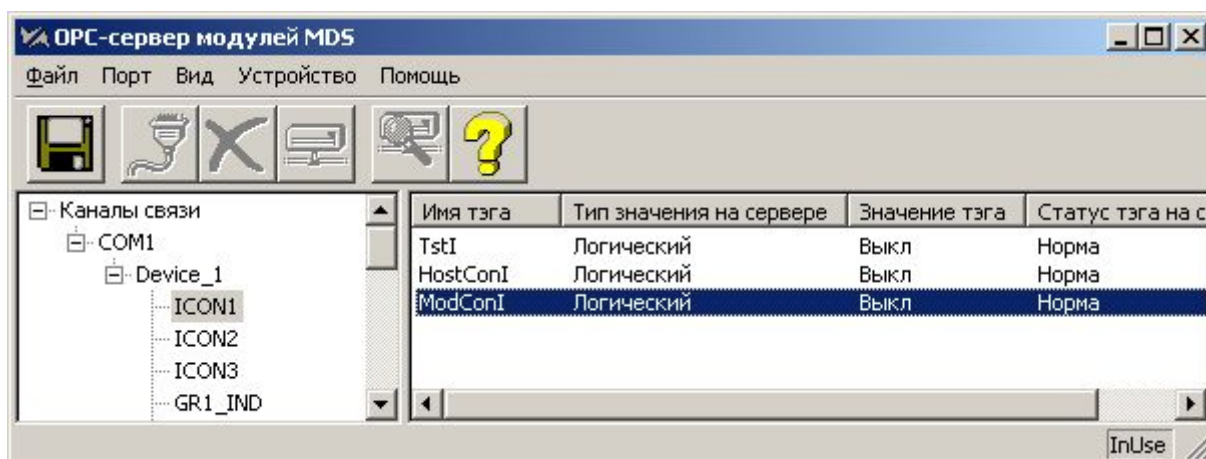 OPC-сервер модулей MDS
Файл Порт Вид Устройство Помощь
Каналы связи
COM1
Device_1
ICON1
ICON2
ICON3
GR1_IND
Имя тэга Тип значения на сервере Значение тэга Статус тэга на с
TstI Логический Выкл Норма
HostConI Логический Выкл Норма
ModConI Логический Выкл Норма
InUse